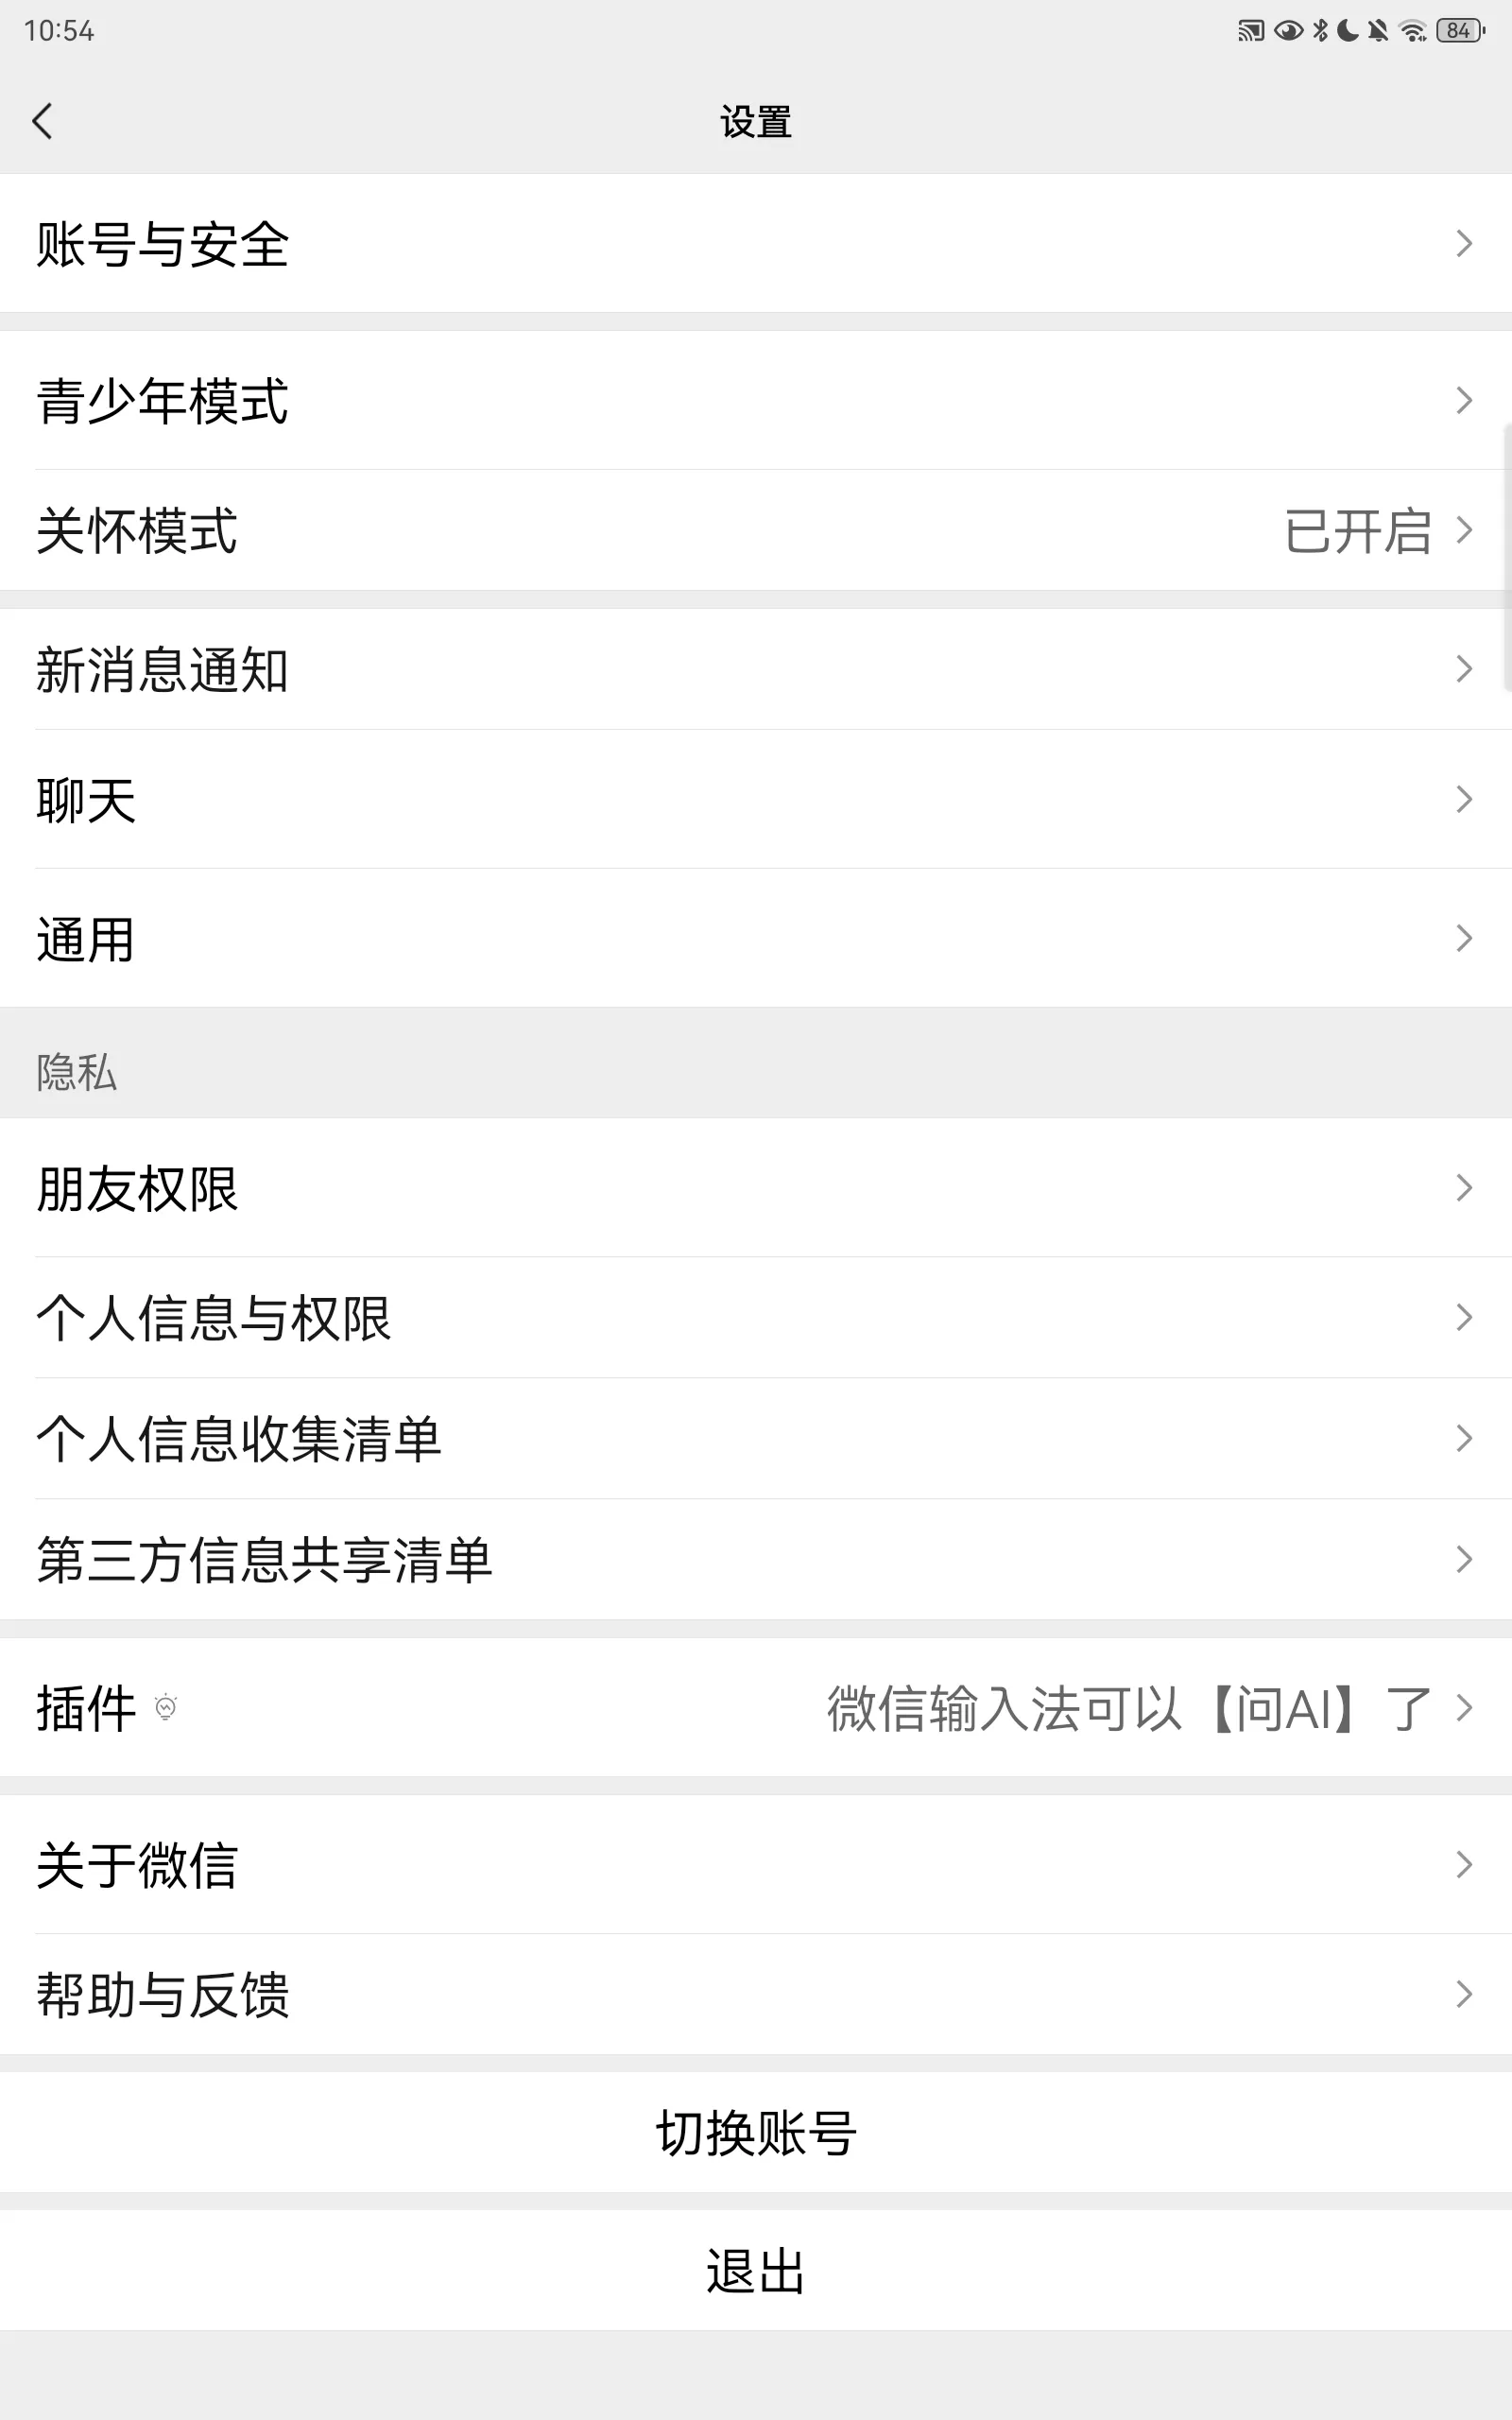 10:54
84
设置
账号与安全
青少年模式
关怀模式 已开启
新消息通知
聊天
通用
隐私
朋友权限
个人信息与权限
个人信息收集清单
第三方信息共享清单
插件 微信输入法可以【问AI】了
关于微信
帮助与反馈
切换账号
退出